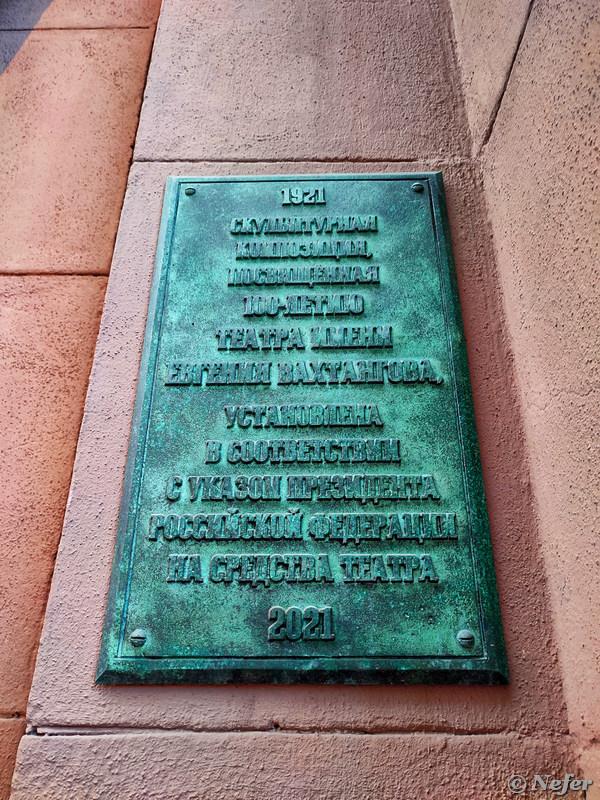 1921
СКУЛЬПТУРНАЯ
КОМПОЗИЦИЯ,
ПОСВЯЩЕННАЯ
100-ЛЕТИЮ
ТЕАТРА ИМЕНИ
ЕВГЕНИЯ ВАХТАНГОВА,
УСТАНОВЛЕНА
В СООТВЕТСТВИИ
С УКАЗОМ ПРЕЗИДЕНТА
РОССИЙСКОЙ ФЕДЕРАЦИИ
НА СРЕДСТВА ТЕАТРА
2021
© Nefer